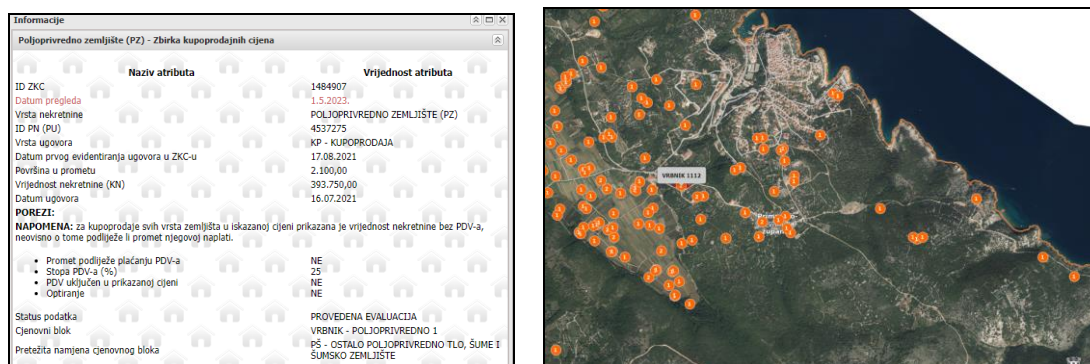 Informacije
Poljoprivredno zemljište (PZ) - Zbirka kupoprodajnih cijena
Naziv atributa Vrijednost atributa
ID ZKC 1484907
Datum pregleda 1.5.2023.
Vrsta nekretnine POLJOPRIVREDNO ZEMLJIŠTE (PZ)
ID PN (PU) 4537275
Vrsta ugovora KP - KUPOPRODAJA
Datum prvog evidentiranja ugovora u ZKC-u 17.08.2021
Površina u prometu 2.100,00
Vrijednost nekretnine (KN) 393.750,00
Datum ugovora 16.07.2021
POREZI:
NAPOMENA: za kupoprodaje svih vrsta zemljišta u iskazanoj cijeni prikazana je vrijednost nekretnine bez PDV-a,
neovisno o tome podliježe li promet njegovoj naplati.
• Promet podliježe plaćanju PDV-a NE
• Stopa PDV-a (%) 25
• PDV uključen u prikazanoj cijeni NE
• Optiranje NE
Status podatka PROVEDENA EVALUACIJA
Cjenovni blok VRBNIK - POLJOPRIVREDNO 1
Pretežita namjena cjenovnog bloka PŠ - OSTALO POLJOPRIVREDNO TLO, ŠUME I
ŠUMSKO ZEMLJIŠTE
VRBNIK 1112